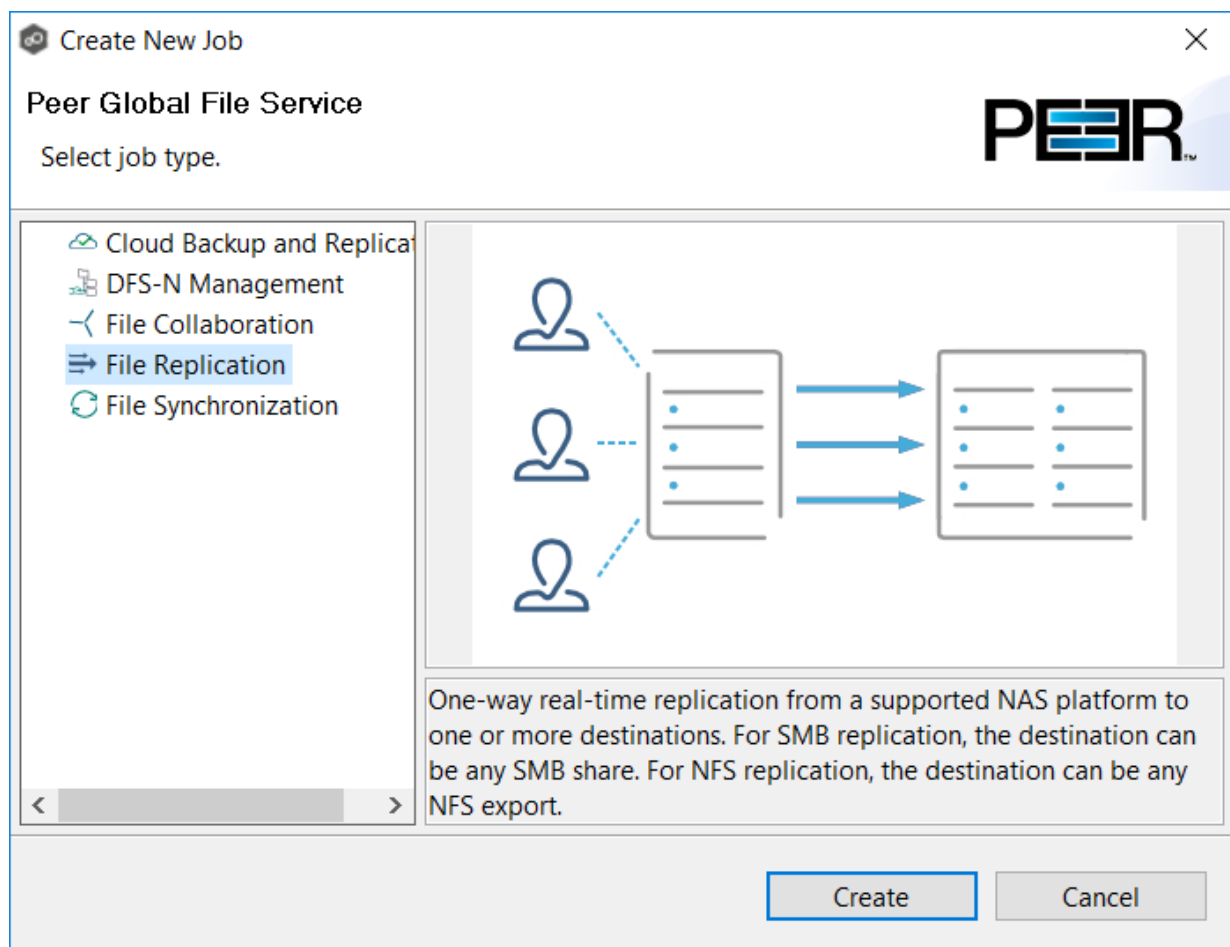 Create New Job
Peer Global File Service
Select job type.
PEER™
Cloud Backup and Replicat
DFS-N Management
File Collaboration
File Replication
File Synchronization
One-way real-time replication from a supported NAS platform to
one or more destinations. For SMB replication, the destination can
be any SMB share. For NFS replication, the destination can be any
NFS export.
Create
Cancel